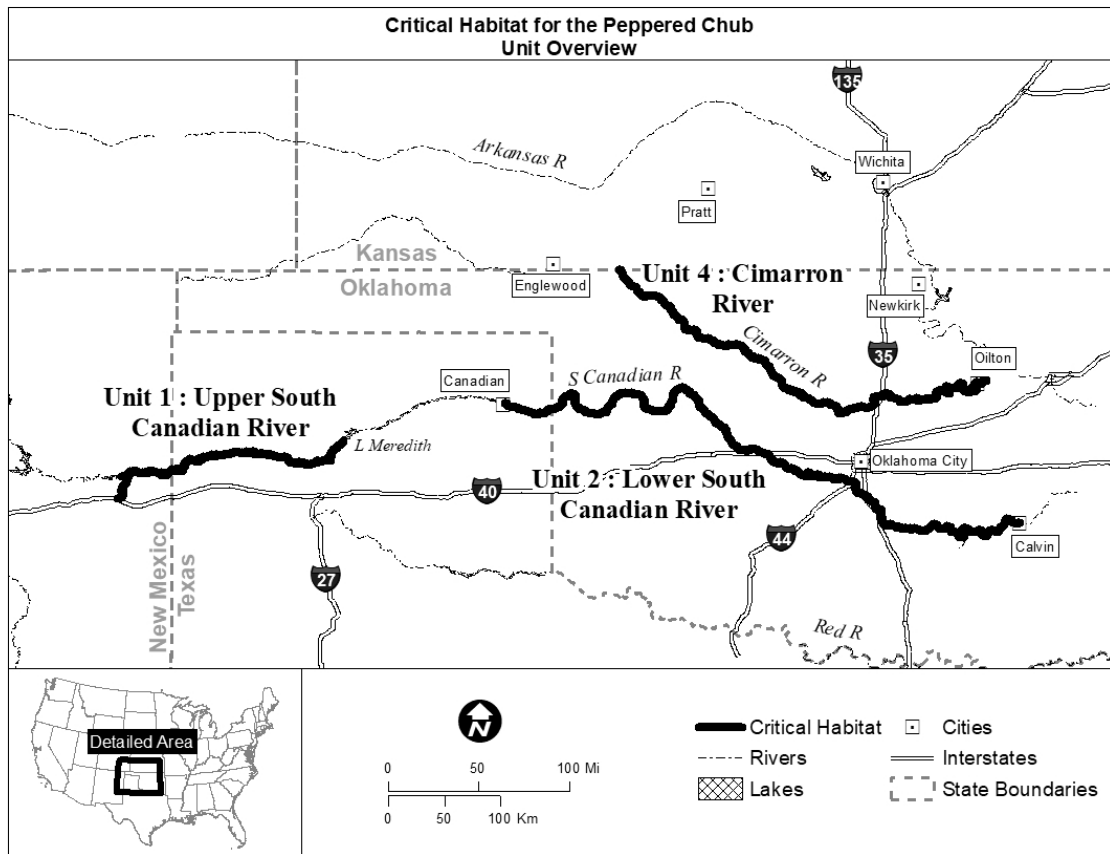 Critical Habitat for the Peppered Chub
Unit Overview
135
Arkansas R
Wichita
Pratt
Kansas
Oklahoma
Englewood
Unit 4 : Cimarron
River
Newkirk
Cimarron R
35
Oilton
S Canadian R
Canadian
Unit 1 : Upper South
Canadian River
L Meredith
Oklahoma City
40
Unit 2 : Lower South
Canadian River
44
Calvin
27
New Mexico
Texas
Red R
Detailed Area
N
0 50 100 Mi
0 50 100 Km
Critical Habitat
Cities
Rivers
Interstates
Lakes
State Boundaries